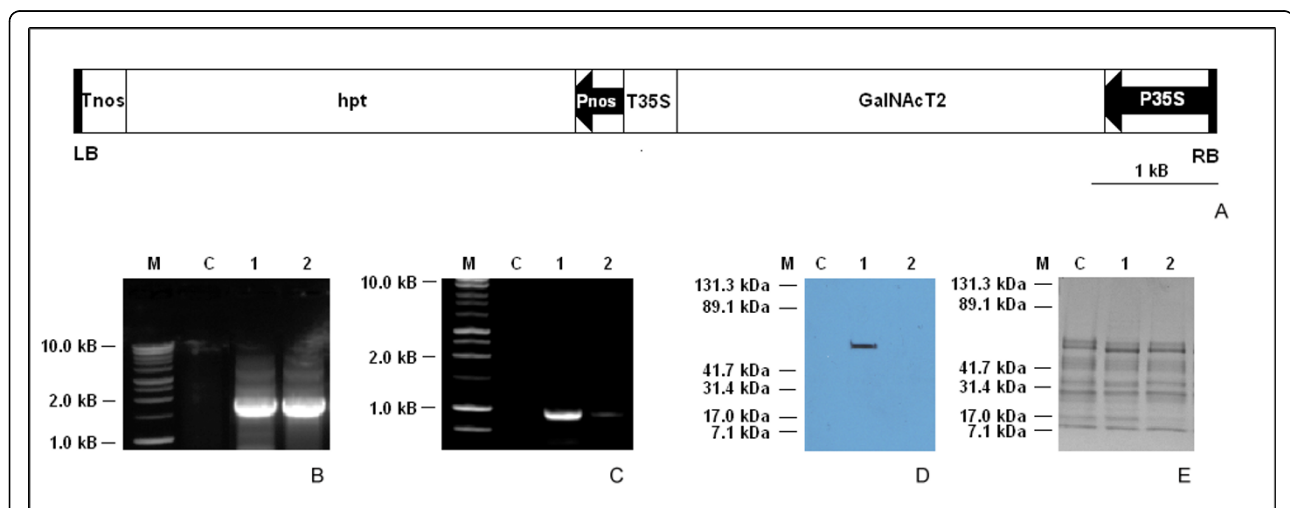 Tnos hpt Pnos T35S GalNAcT2 P35S
LB RB
1 kB
A
M C 1 2
10.0 kB
2.0 kB
1.0 kB
B
M C 1 2
10.0 kB
2.0 kB
1.0 kB
C
M C 1 2
131.3 kDa
89.1 kDa
41.7 kDa
31.4 kDa
17.0 kDa
7.1 kDa
D
M C 1 2
131.3 kDa
89.1 kDa
41.7 kDa
31.4 kDa
17.0 kDa
7.1 kDa
E